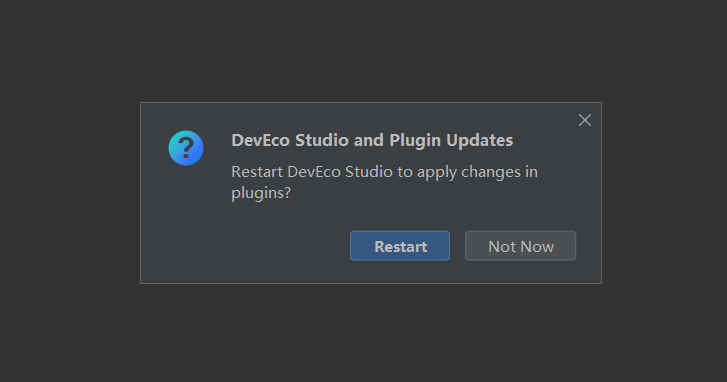 DevEco Studio and Plugin Updates
Restart DevEco Studio to apply changes in
plugins?
Restart
Not Now